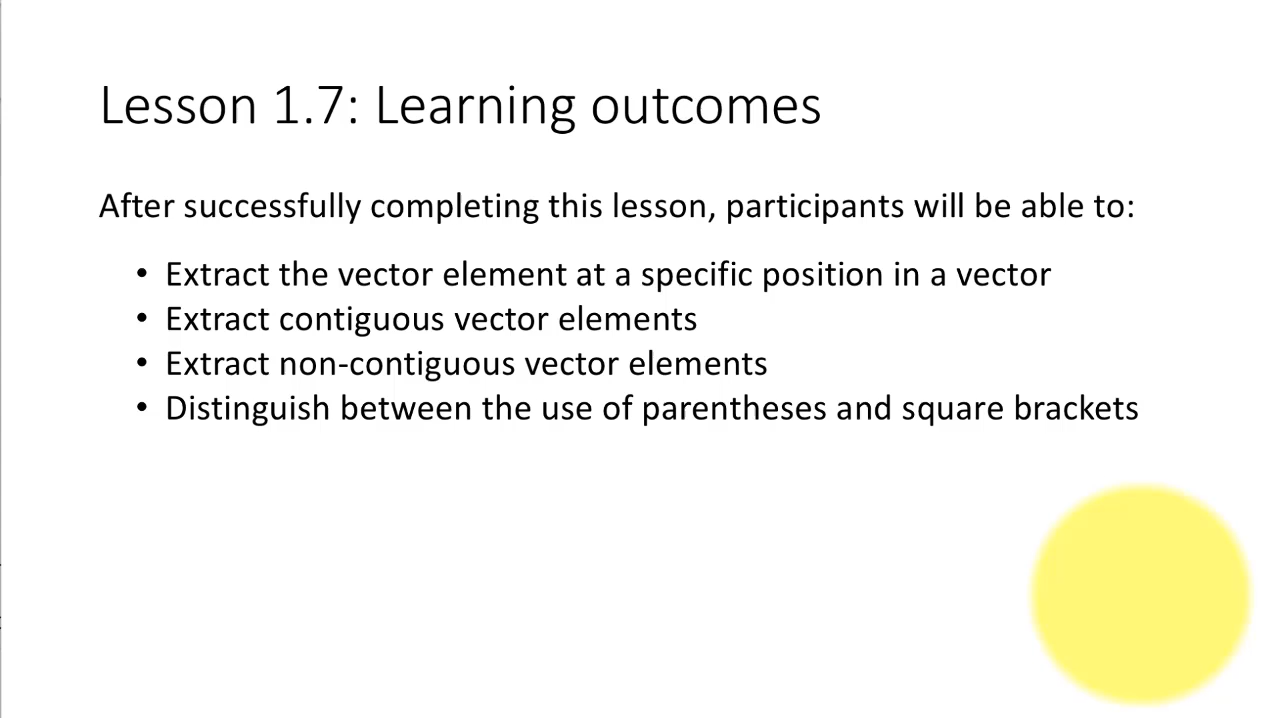 Lesson 1.7: Learning outcomes
After successfully completing this lesson, participants will be able to:
• Extract the vector element at a specific position in a vector
• Extract contiguous vector elements
• Extract non-contiguous vector elements
• Distinguish between the use of parentheses and square brackets